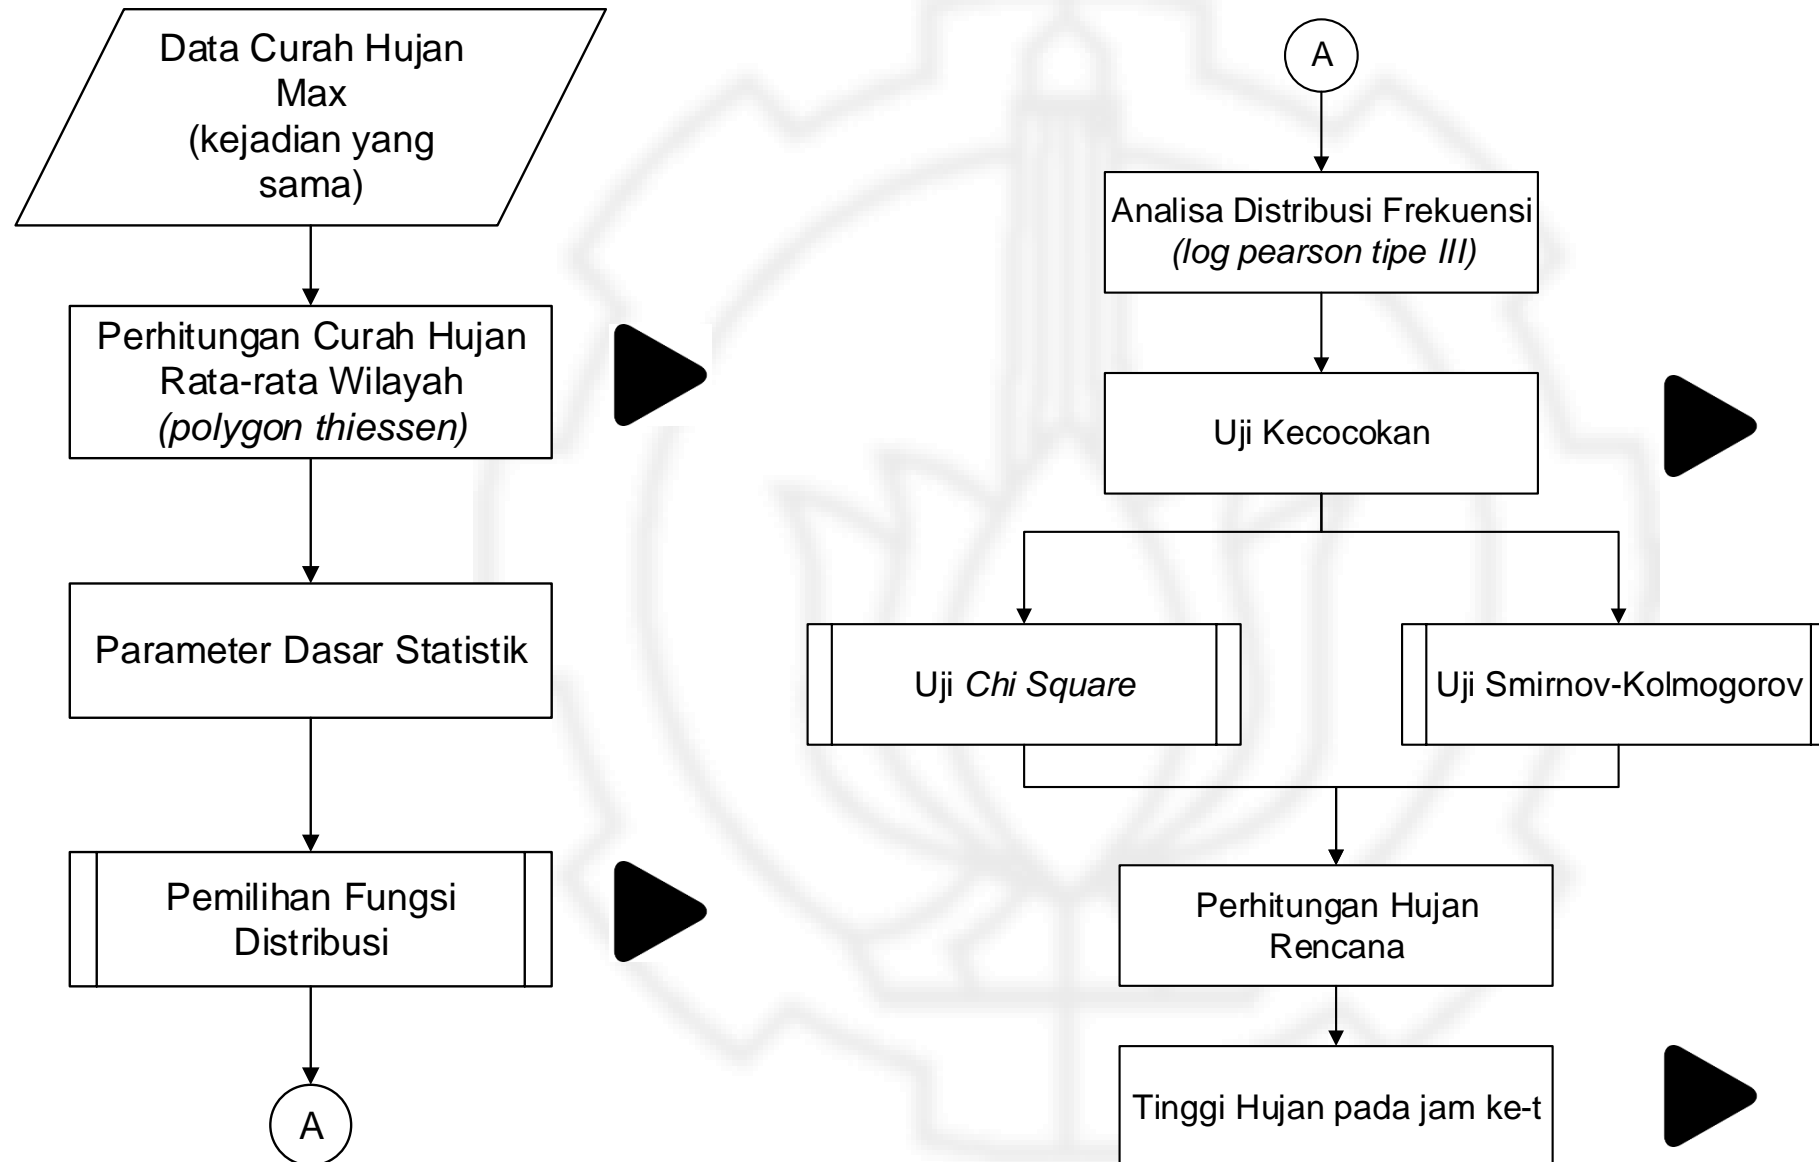 Data Curah Hujan
Max
(kejadian yang
sama)
Perhitungan Curah Hujan
Rata-rata Wilayah
(polygon thiessen)
Parameter Dasar Statistik
Pemilihan Fungsi
Distribusi
A
A
Analisa Distribusi Frekuensi
(log pearson tipe III)
Uji Kecocokan
Uji Chi Square
Uji Smirnov-Kolmogorov
Perhitungan Hujan
Rencana
Tinggi Hujan pada jam ke-t